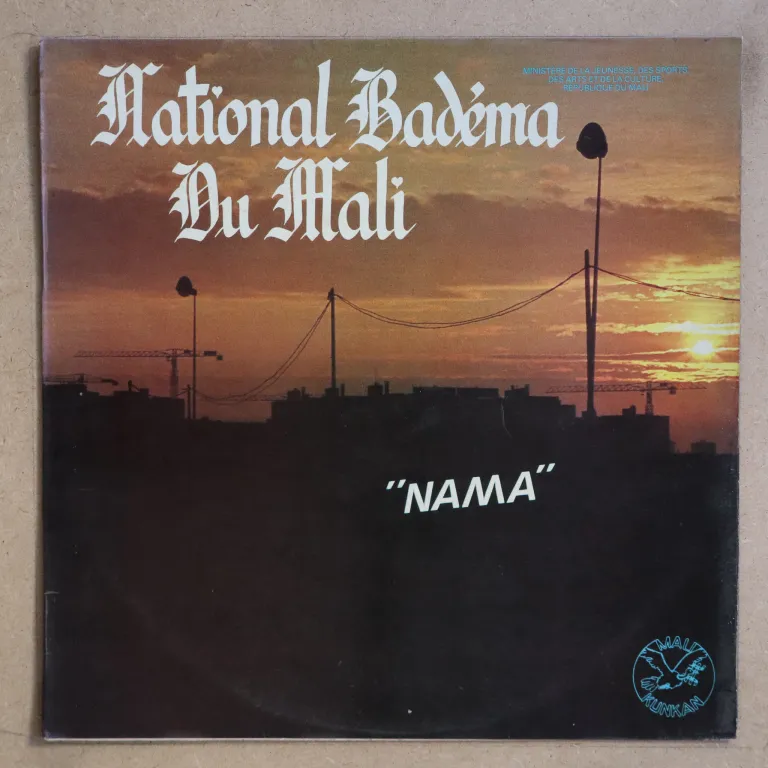 National Badéma
Du Mali
MINISTERE DE LA JEUNESSE, DES SPORTS
DES ARTS ET DE LA CULTURE
REPUBLIQUE DU MALI
"NAMA"
MALI
KUNKAN